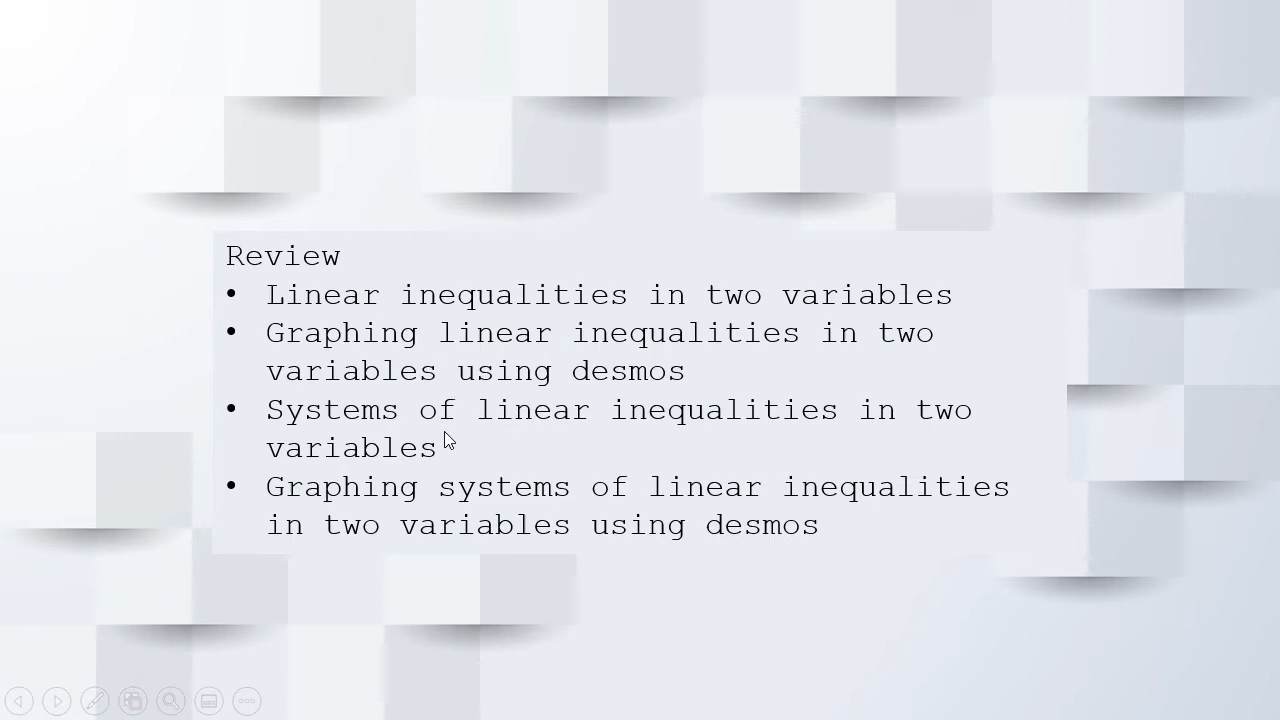 Review
• Linear inequalities in two variables
• Graphing linear inequalities in two
variables using desmos
• Systems of linear inequalities in two
variables
• Graphing systems of linear inequalities
in two variables using desmos